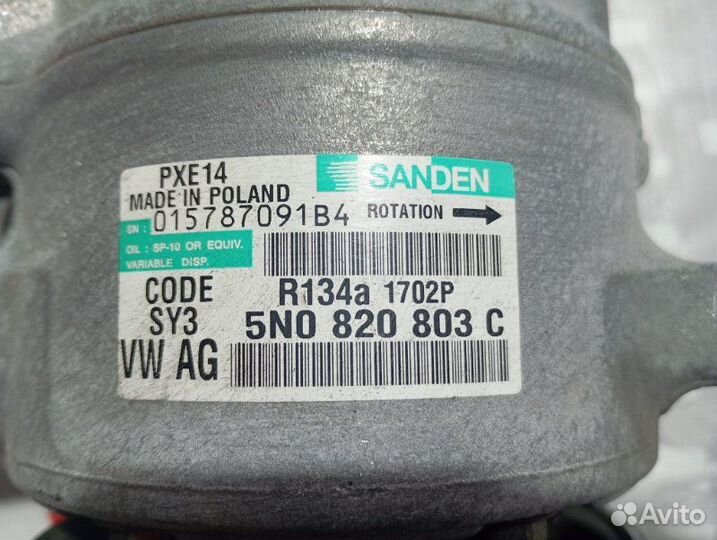 PXE14
SANDEN
MADE IN POLAND
SN: 015787091B4 ROTATION
OIL: SP-10 OR EQUIV.
VARIABLE DISP.
CODE R134a 1702P
SY3 5N0 820 803 C
VW AG
Avito